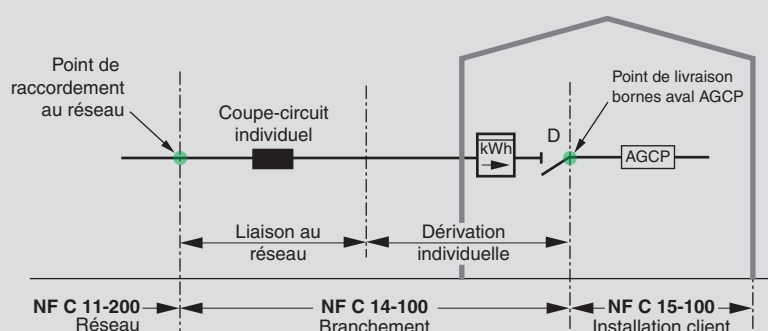 Point de
raccordement
au réseau
Coupe-circuit
individuel
kWh
D
Point de livraison
bornes aval AGCP
AGCP
Liaison au
réseau
Dérivation
individuelle
NF C 11-200
Réseau
NF C 14-100
Branchement
NF C 15-100
Installation client